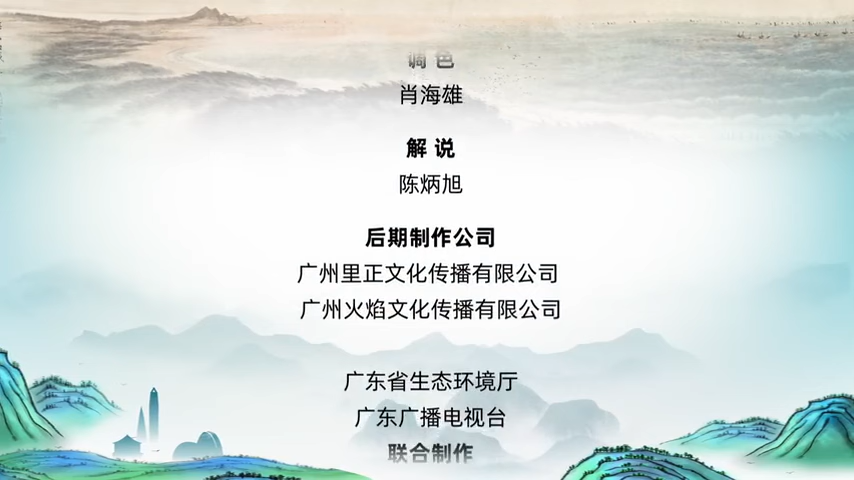 调 色
肖海雄
解 说
陈炳旭
后期制作公司
广州里正文化传播有限公司
广州火焰文化传播有限公司
广东省生态环境厅
广东广播电视台
联合制作